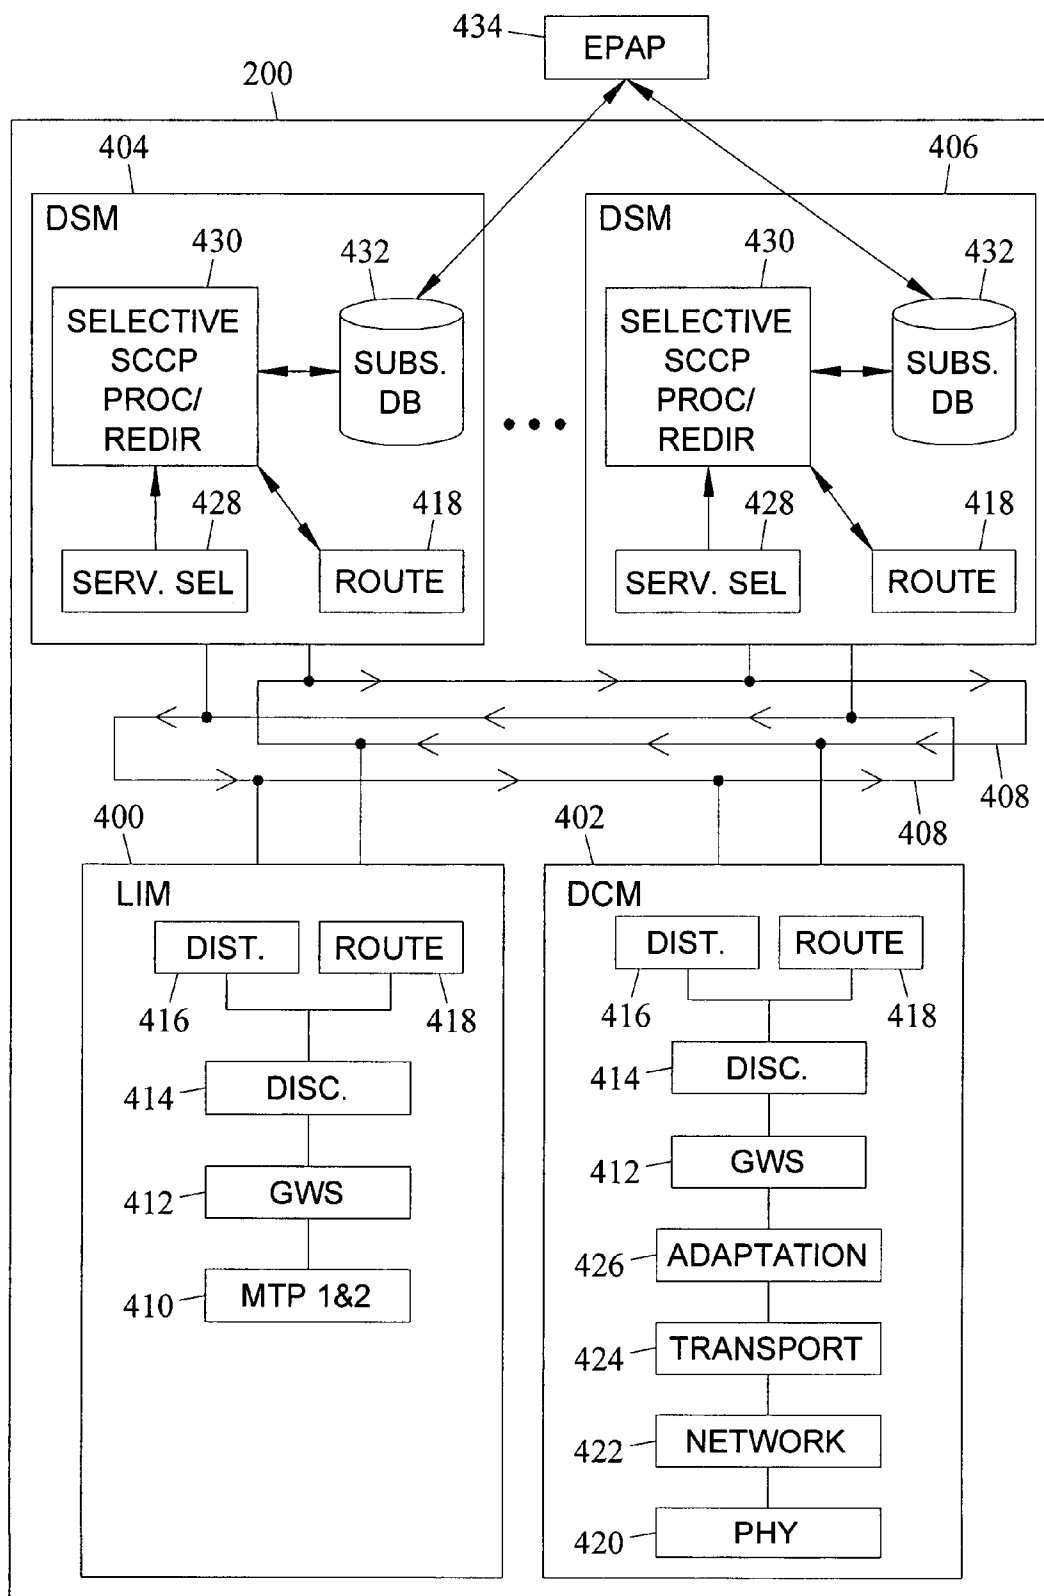 434
EPAP
200
404
406
DSM
430
432
SELECTIVE
SCCP
PROC/
REDIR
SUBS.
DB
428
418
SERV. SEL
ROUTE
DSM
430
432
SELECTIVE
SCCP
PROC/
REDIR
SUBS.
DB
428
418
SERV. SEL
ROUTE
408
408
400
402
LIM
DIST.
ROUTE
416
418
414
DISC.
412
GWS
410
MTP 1&2
DCM
DIST.
ROUTE
416
418
414
DISC.
412
GWS
426
ADAPTATION
424
TRANSPORT
422
NETWORK
420
PHY